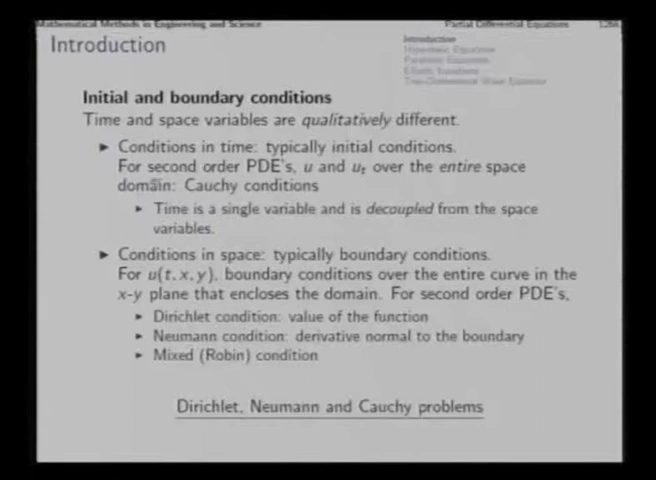 Mathematical Methods in Engineering and Science
Partial Differential Equations
Introduction
Introduction
Hyperbolic Equations
Parabolic Equations
Elliptic Equations
Two-Dimensional Wave Equation
Initial and boundary conditions
Time and space variables are qualitatively different.
► Conditions in time: typically initial conditions.
For second order PDE's, u and uₜ over the entire space
domain: Cauchy conditions
► Time is a single variable and is decoupled from the space
variables.
► Conditions in space: typically boundary conditions.
For u(t, x, y), boundary conditions over the entire curve in the
x-y plane that encloses the domain. For second order PDE's,
► Dirichlet condition: value of the function
► Neumann condition: derivative normal to the boundary
► Mixed (Robin) condition
Dirichlet, Neumann and Cauchy problems